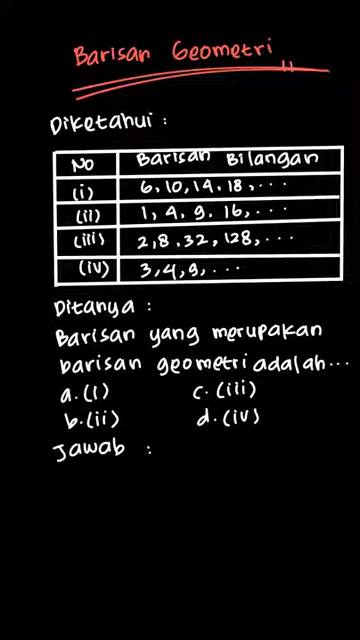 Barisan Geometri
Diketahui :
No Barisan Bilangan
(i) 6, 10, 14, 18, ...
(ii) 1, 4, 9, 16, ...
(iii) 2, 8, 32, 128, ...
(iv) 3, 4, 9, ...
Ditanya :
Barisan yang merupakan
barisan geometri adalah ...
a. (i) c. (iii)
b. (ii) d. (iv)
Jawab :